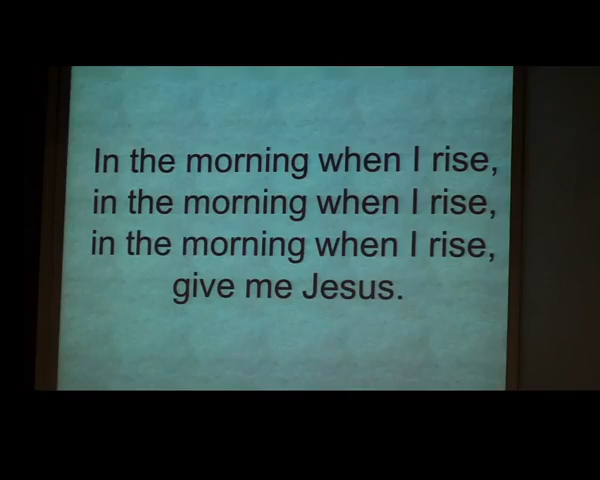 In the morning when I rise,
in the morning when I rise,
in the morning when I rise,
give me Jesus.